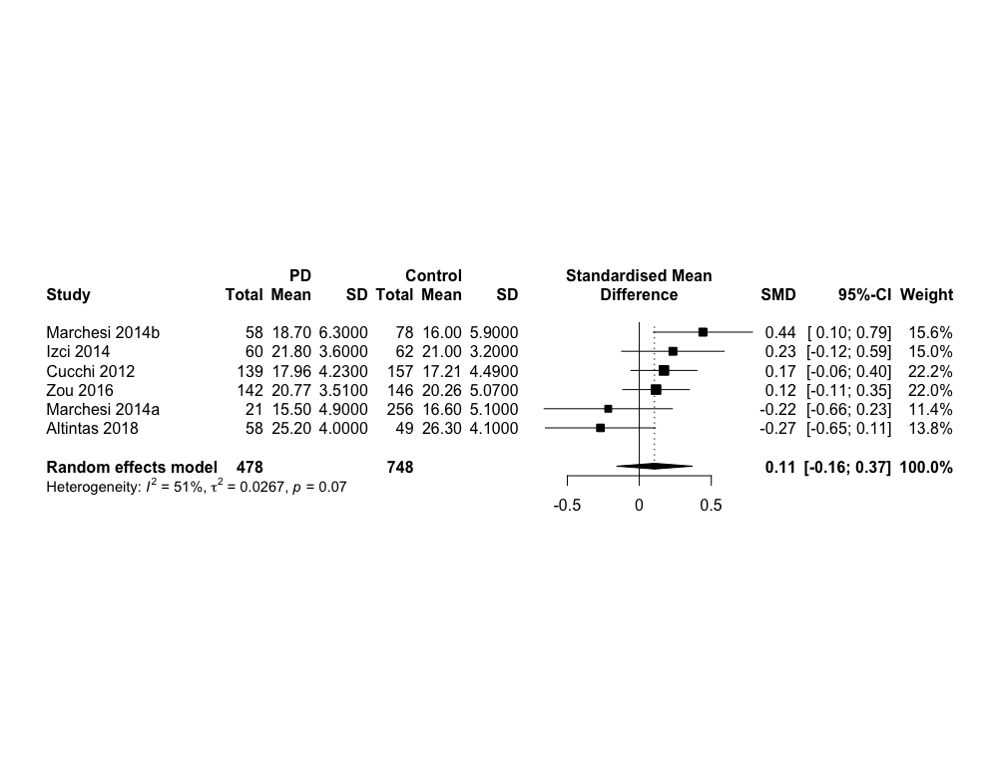 PD Control Standardised Mean
Study Total Mean SD Total Mean SD Difference SMD 95%-CI Weight
Marchesi 2014b 58 18.70 6.3000 78 16.00 5.9000 0.44 [ 0.10; 0.79] 15.6%
Izci 2014 60 21.80 3.6000 62 21.00 3.2000 0.23 [-0.12; 0.59] 15.0%
Cucchi 2012 139 17.96 4.2300 157 17.21 4.4900 0.17 [-0.06; 0.40] 22.2%
Zou 2016 142 20.77 3.5100 146 20.26 5.0700 0.12 [-0.11; 0.35] 22.0%
Marchesi 2014a 21 15.50 4.9000 256 16.60 5.1000 -0.22 [-0.66; 0.23] 11.4%
Altintas 2018 58 25.20 4.0000 49 26.30 4.1000 -0.27 [-0.65; 0.11] 13.8%
Random effects model 478 748 0.11 [-0.16; 0.37] 100.0%
Heterogeneity: I² = 51%, τ² = 0.0267, p = 0.07
-0.5 0 0.5